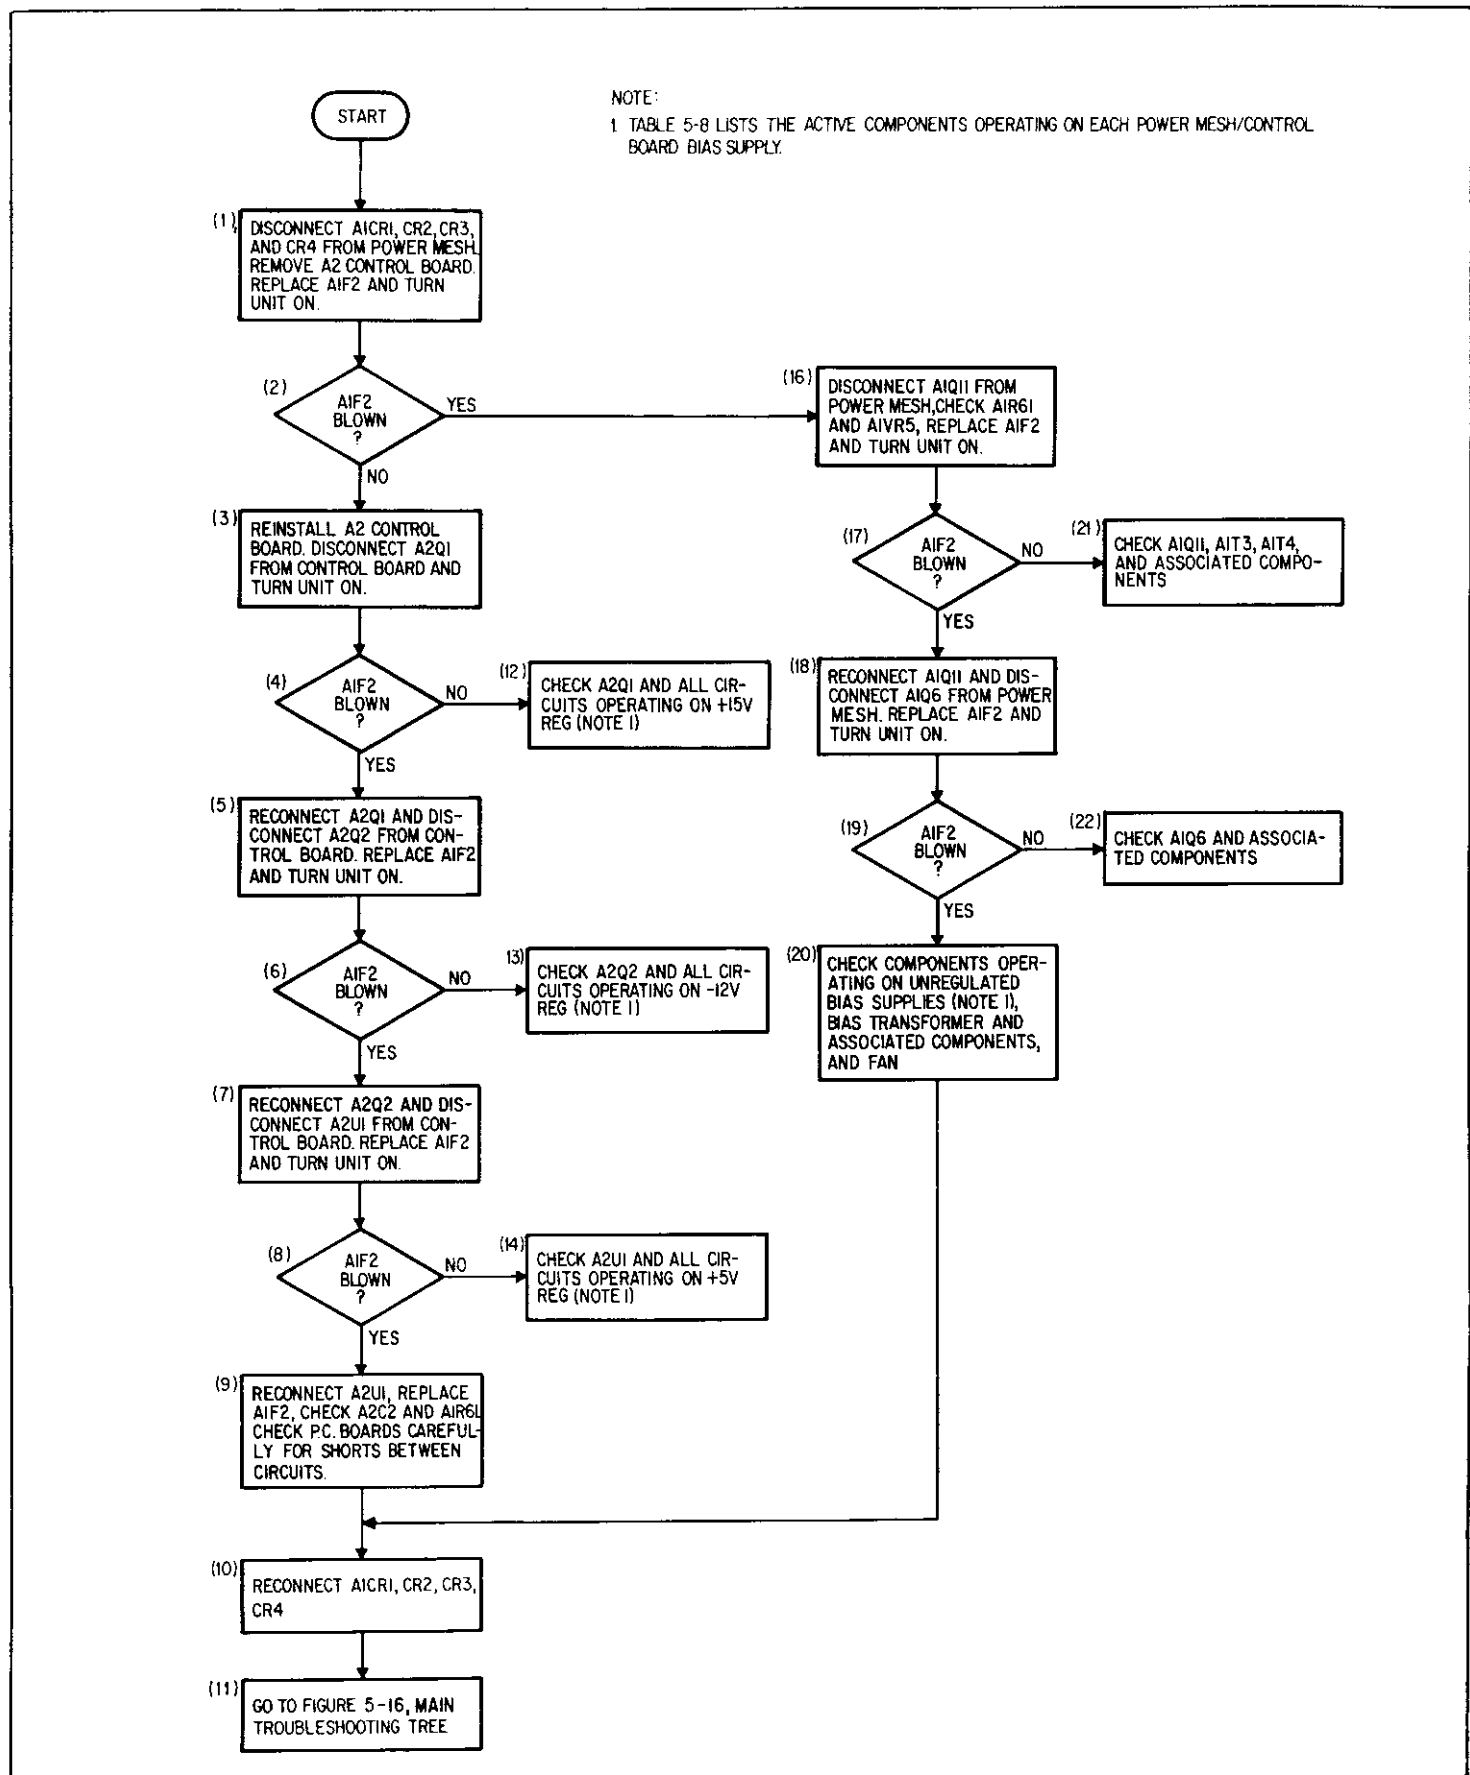 START
NOTE:
1 TABLE 5-8 LISTS THE ACTIVE COMPONENTS OPERATING ON EACH POWER MESH/CONTROL
BOARD BIAS SUPPLY.
(1)
DISCONNECT A1CR1, CR2, CR3,
AND CR4 FROM POWER MESH.
REMOVE A2 CONTROL BOARD.
REPLACE A1F2 AND TURN
UNIT ON.
(2)
A1F2
BLOWN
?
YES
NO
(3)
REINSTALL A2 CONTROL
BOARD. DISCONNECT A2Q1
FROM CONTROL BOARD AND
TURN UNIT ON.
(4)
A1F2
BLOWN
?
NO
YES
(12)
CHECK A2Q1 AND ALL CIR-
CUITS OPERATING ON +15V
REG (NOTE 1)
(5)
RECONNECT A2Q1 AND DIS-
CONNECT A2Q2 FROM CON-
TROL BOARD. REPLACE A1F2
AND TURN UNIT ON.
(6)
A1F2
BLOWN
?
NO
YES
13)
CHECK A2Q2 AND ALL CIR-
CUITS OPERATING ON -12V
REG (NOTE 1)
(7)
RECONNECT A2Q2 AND DIS-
CONNECT A2U1 FROM CON-
TROL BOARD. REPLACE A1F2
AND TURN UNIT ON.
(8)
A1F2
BLOWN
?
NO
YES
(14)
CHECK A2U1 AND ALL CIR-
CUITS OPERATING ON +5V
REG (NOTE 1)
(9)
RECONNECT A2U1, REPLACE
A1F2, CHECK A2C2 AND A1R61.
CHECK P.C. BOARDS CAREFUL-
LY FOR SHORTS BETWEEN
CIRCUITS.
(10)
RECONNECT A1CR1, CR2, CR3,
CR4
(11)
GO TO FIGURE 5-16, MAIN
TROUBLESHOOTING TREE
(16)
DISCONNECT A1Q11 FROM
POWER MESH, CHECK A1R61
AND A1VR5, REPLACE A1F2
AND TURN UNIT ON.
(17)
A1F2
BLOWN
?
NO
YES
(21)
CHECK A1Q11, A1T3, A1T4,
AND ASSOCIATED COMPO-
NENTS
(18)
RECONNECT A1Q11 AND DIS-
CONNECT A1Q6 FROM POWER
MESH. REPLACE A1F2 AND
TURN UNIT ON.
(19)
A1F2
BLOWN
?
NO
YES
(22)
CHECK A1Q6 AND ASSOCIA-
TED COMPONENTS
(20)
CHECK COMPONENTS OPER-
ATING ON UNREGULATED
BIAS SUPPLIES (NOTE 1),
BIAS TRANSFORMER AND
ASSOCIATED COMPONENTS,
AND FAN